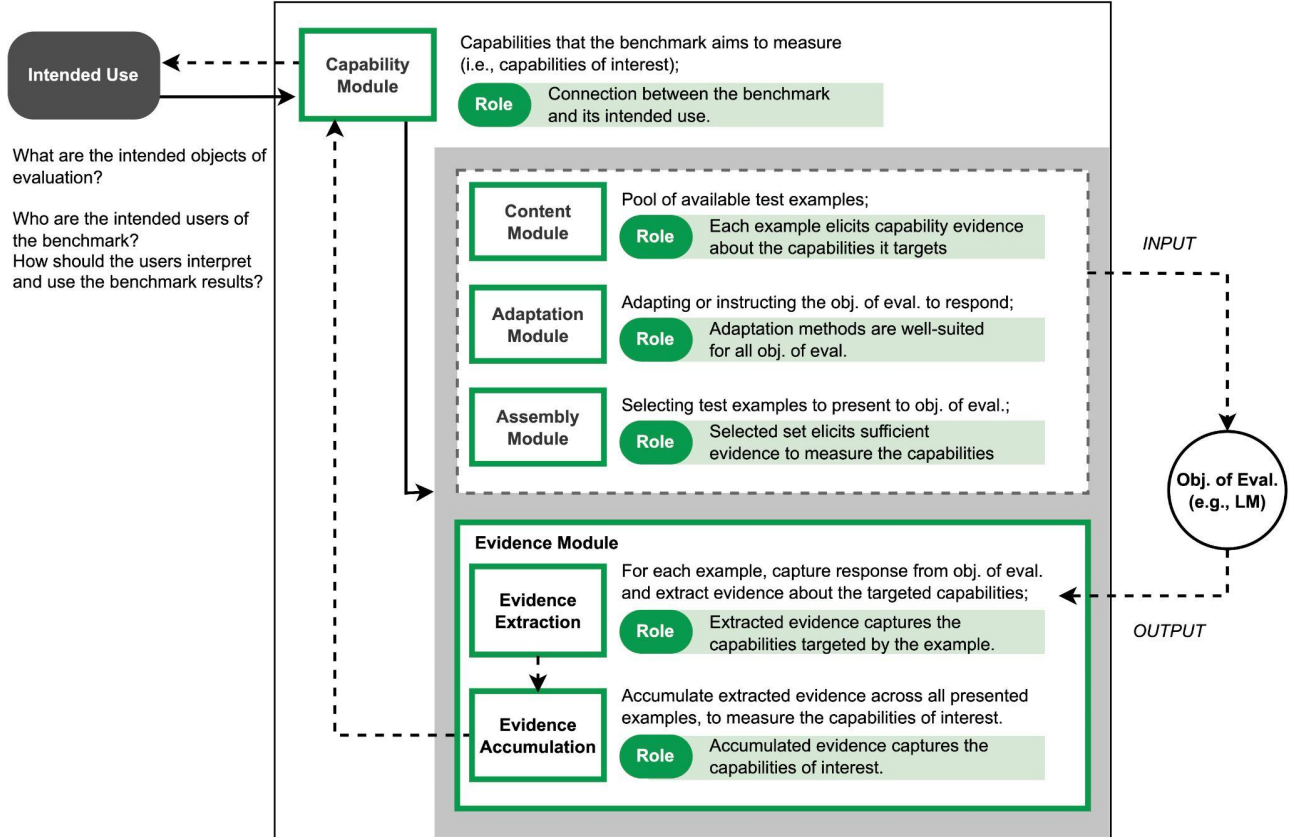 Intended Use
What are the intended objects of
evaluation?
Who are the intended users of
the benchmark?
How should the users interpret
and use the benchmark results?
Capability
Module
Capabilities that the benchmark aims to measure
(i.e., capabilities of interest);
Role
Connection between the benchmark
and its intended use.
Content
Module
Pool of available test examples;
Role
Each example elicits capability evidence
about the capabilities it targets
Adaptation
Module
Adapting or instructing the obj. of eval. to respond;
Role
Adaptation methods are well-suited
for all obj. of eval.
Assembly
Module
Selecting test examples to present to obj. of eval.;
Role
Selected set elicits sufficient
evidence to measure the capabilities
INPUT
Obj. of Eval.
(e.g., LM)
OUTPUT
Evidence Module
Evidence
Extraction
For each example, capture response from obj. of eval.
and extract evidence about the targeted capabilities;
Role
Extracted evidence captures the
capabilities targeted by the example.
Evidence
Accumulation
Accumulate extracted evidence across all presented
examples, to measure the capabilities of interest.
Role
Accumulated evidence captures the
capabilities of interest.